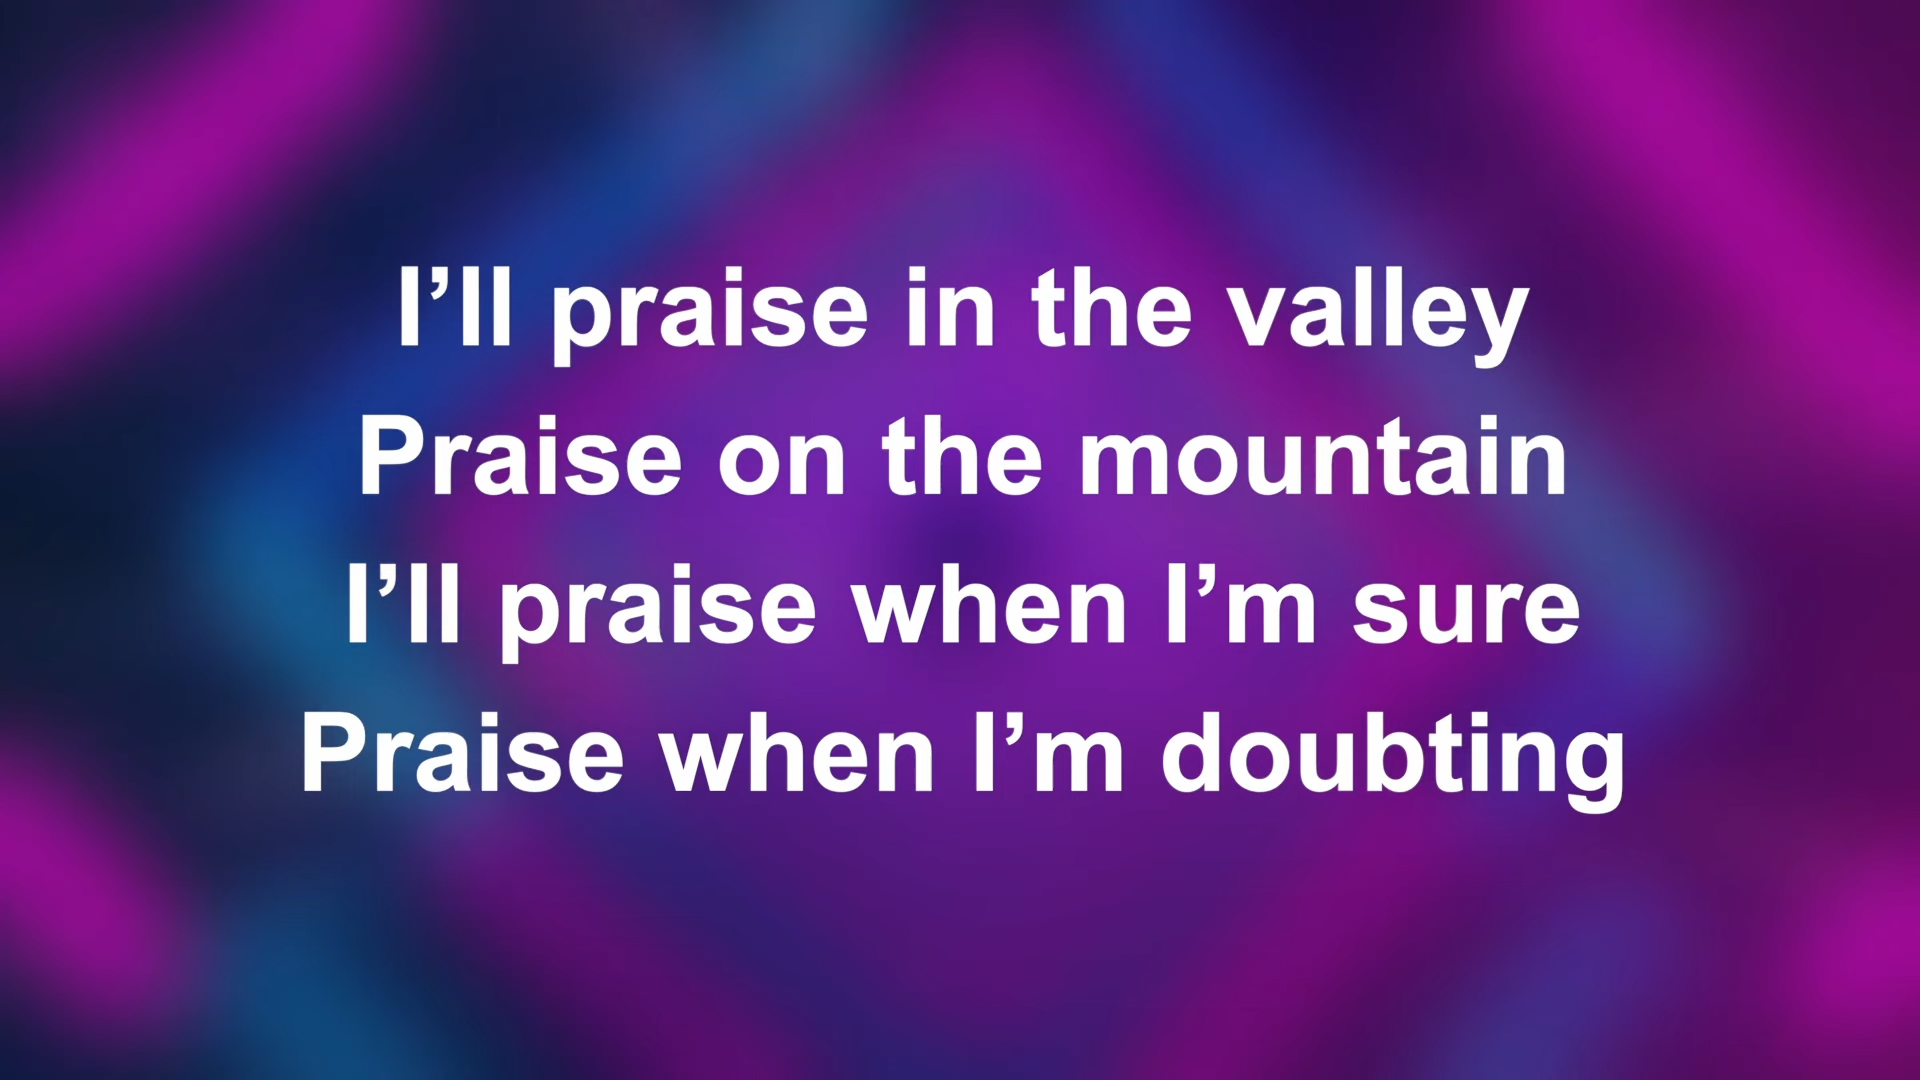 I’ll praise in the valley
Praise on the mountain
I’ll praise when I’m sure
Praise when I’m doubting